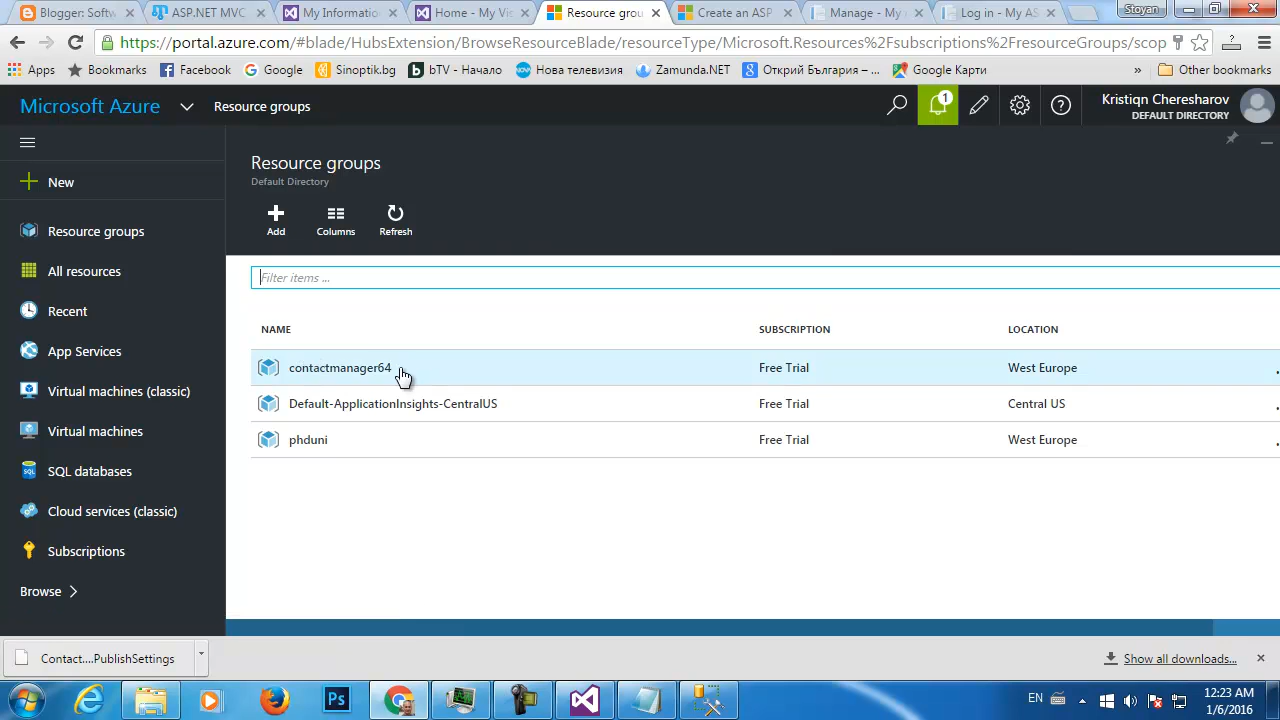 Blogger: Softw
ASP.NET MVC
My Informatio
Home - My Vis
Resource grou
Create an ASP
Manage - My
Log in - My AS
Stoyan
https://portal.azure.com/#blade/HubsExtension/BrowseResourceBlade/resourceType/Microsoft.Resources%2Fsubscriptions%2FresourceGroups/scop
Apps
Bookmarks
Facebook
Google
Sinoptik.bg
bTV - Начало
Нова телевизия
Zamunda.NET
Открий България – ...
Google Карти
»
Other bookmarks
Microsoft Azure
Resource groups
1
Kristiqn Cheresharov
DEFAULT DIRECTORY
New
Resource groups
All resources
Recent
App Services
Virtual machines (classic)
Virtual machines
SQL databases
Cloud services (classic)
Subscriptions
Browse
Resource groups
Default Directory
Add
Columns
Refresh
Filter items ...
NAME SUBSCRIPTION LOCATION
contactmanager64 Free Trial West Europe
Default-ApplicationInsights-CentralUS Free Trial Central US
phduni Free Trial West Europe
Contact....PublishSettings
Show all downloads...
Ps
EN
12:23 AM
1/6/2016